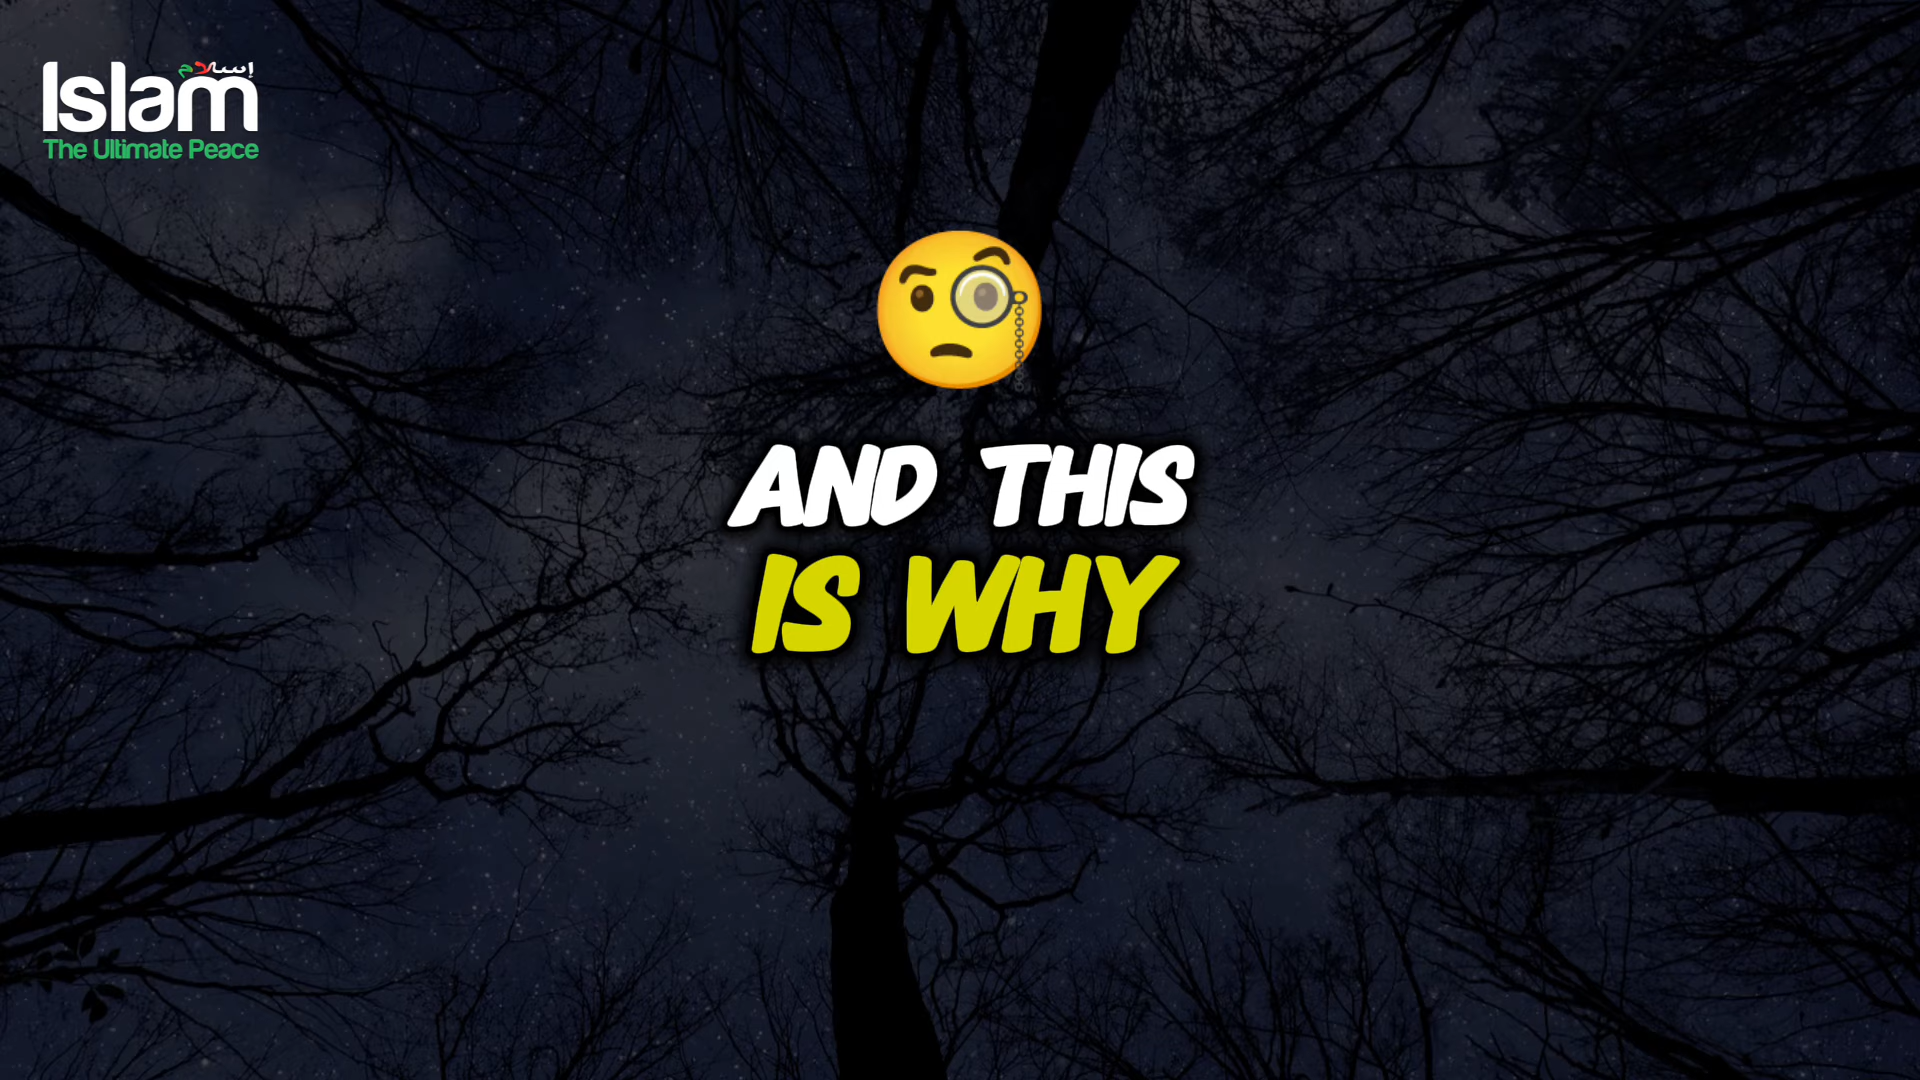 إسلام
Islam
The Ultimate Peace
AND THIS
IS WHY